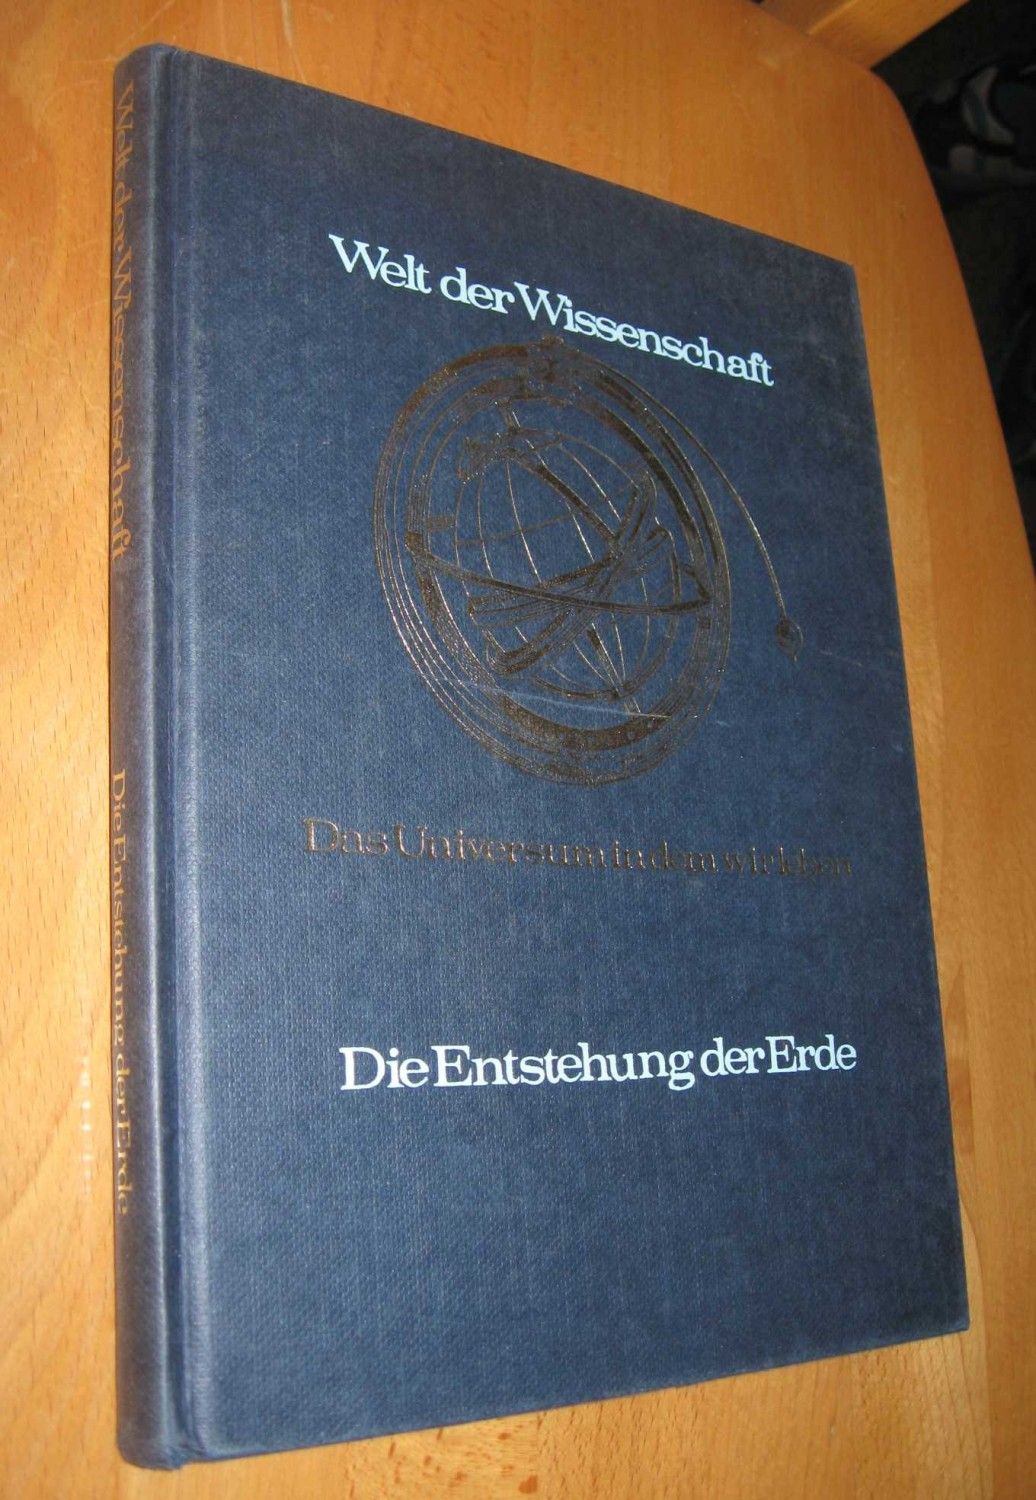 Welt der Wissenschaft
Das Universum in dem wir leben
Die Entstehung der Erde
Welt der Wissenschaft
Die Entstehung der Erde